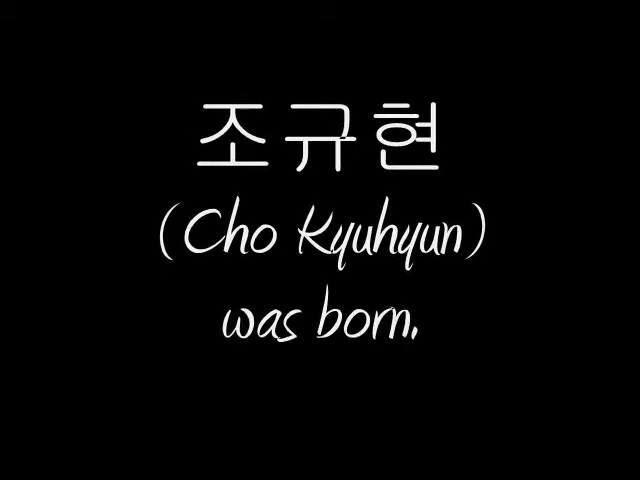 조규현
(Cho Kyuhyun)
was born.